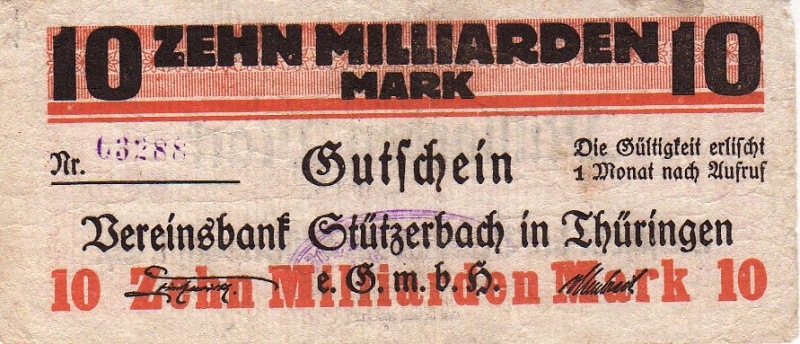 10 ZEHN MILLIARDEN 10
MARK
Nr. 03288
Gutschein
Die Gültigkeit erlischt
1 Monat nach Aufruf
Vereinsbank Stützerbach in Thüringen
e. G. m. b. H.
10 Zehn Milliarden Mark 10